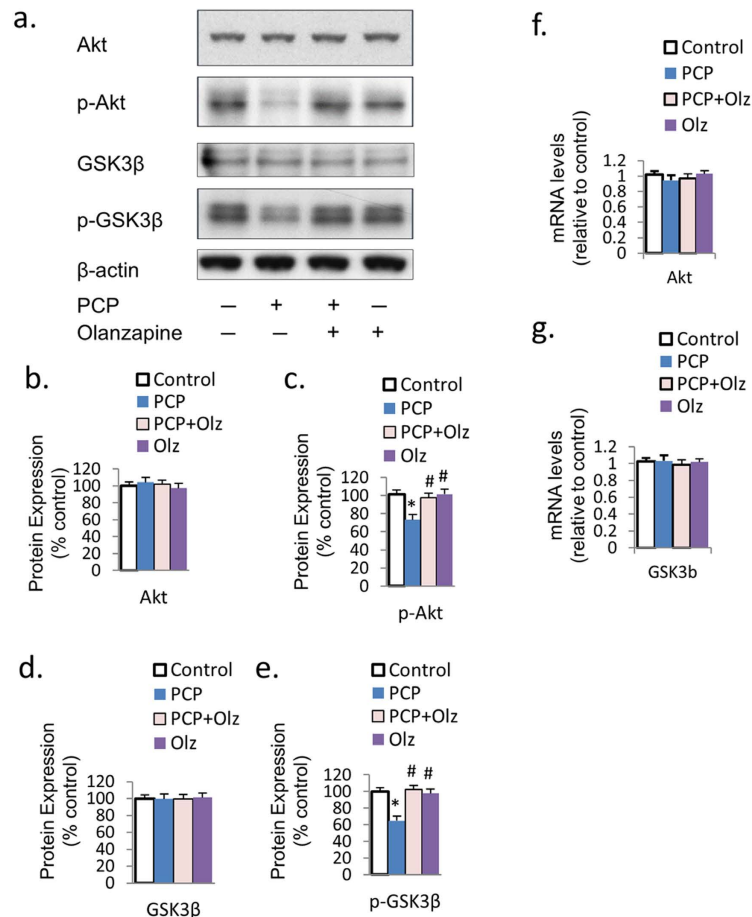 a.
Akt
p-Akt
GSK3β
p-GSK3β
β-actin
PCP − + + −
Olanzapine − − + +
b.
Control
PCP
PCP+Olz
Olz
Protein Expression
(% control)
120
100
80
60
40
20
0
Akt
c.
Control
PCP
PCP+Olz
Olz
Protein Expression
(% control)
120
100
80
60
40
20
0
* # #
p-Akt
d.
Control
PCP
PCP+Olz
Olz
Protein Expression
(% control)
120
100
80
60
40
20
0
GSK3β
e.
Control
PCP
PCP+Olz
Olz
Protein Expression
(% control)
120
100
80
60
40
20
0
* # #
p-GSK3β
f.
Control
PCP
PCP+Olz
Olz
mRNA levels
(relative to control)
1.2
1
0.8
0.6
0.4
0.2
0
Akt
g.
Control
PCP
PCP+Olz
Olz
mRNA levels
(relative to control)
1.2
1
0.8
0.6
0.4
0.2
0
GSK3b